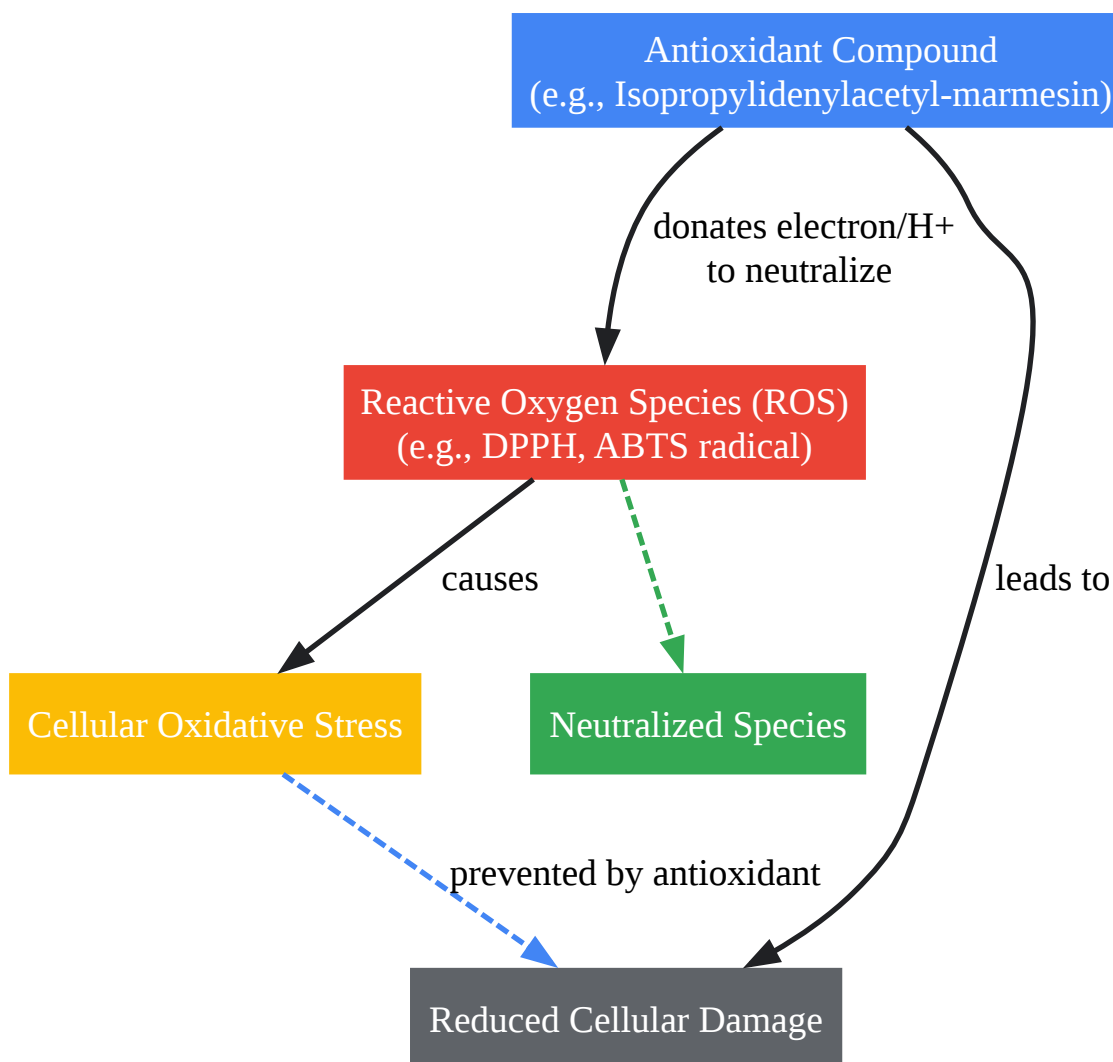 Antioxidant Compound
(e.g., Isopropylidenylacetyl-marmesin)
donates electron/H+
to neutralize
Reactive Oxygen Species (ROS)
(e.g., DPPH, ABTS radical)
causes
leads to
Cellular Oxidative Stress
Neutralized Species
prevented by antioxidant
Reduced Cellular Damage